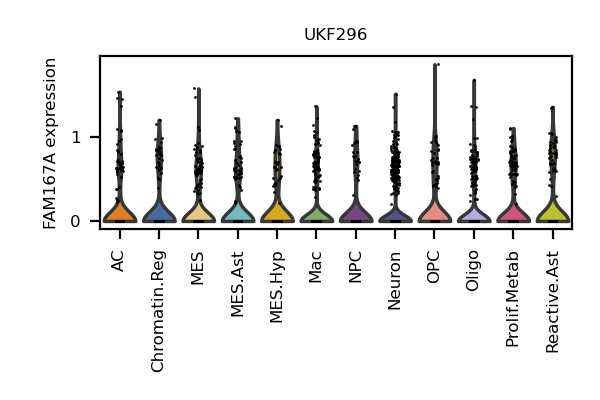 UKF296
FAM167A expression
1
0
AC
Chromatin.Reg
MES
MES.Ast
MES.Hyp
Mac
NPC
Neuron
OPC
Oligo
Prolif.Metab
Reactive.Ast